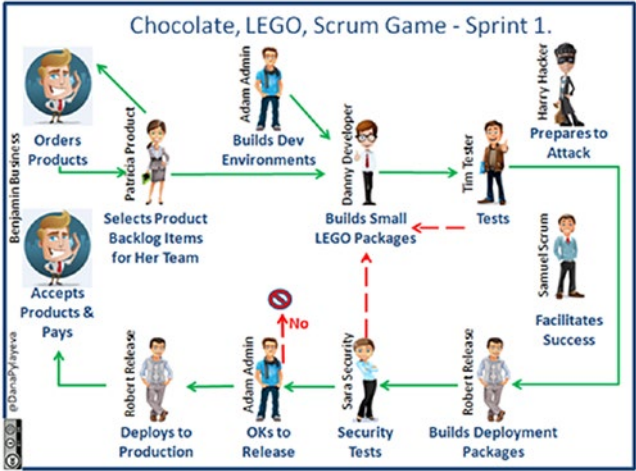 Chocolate, LEGO, Scrum Game - Sprint 1.
Benjamin Business
Orders
Products
Patricia Product
Selects Product
Backlog Items
for Her Team
Adam Admin
Builds Dev
Environments
Danny Developer
Builds Small
LEGO Packages
Tim Tester
Tests
Harry Hacker
Prepares to
Attack
Samuel Scrum
Facilitates
Success
Robert Release
Builds Deployment
Packages
Sara Security
Security
Tests
No
Adam Admin
OKs to
Release
Robert Release
Deploys to
Production
Accepts
Products &
Pays
@DanaPylayeva